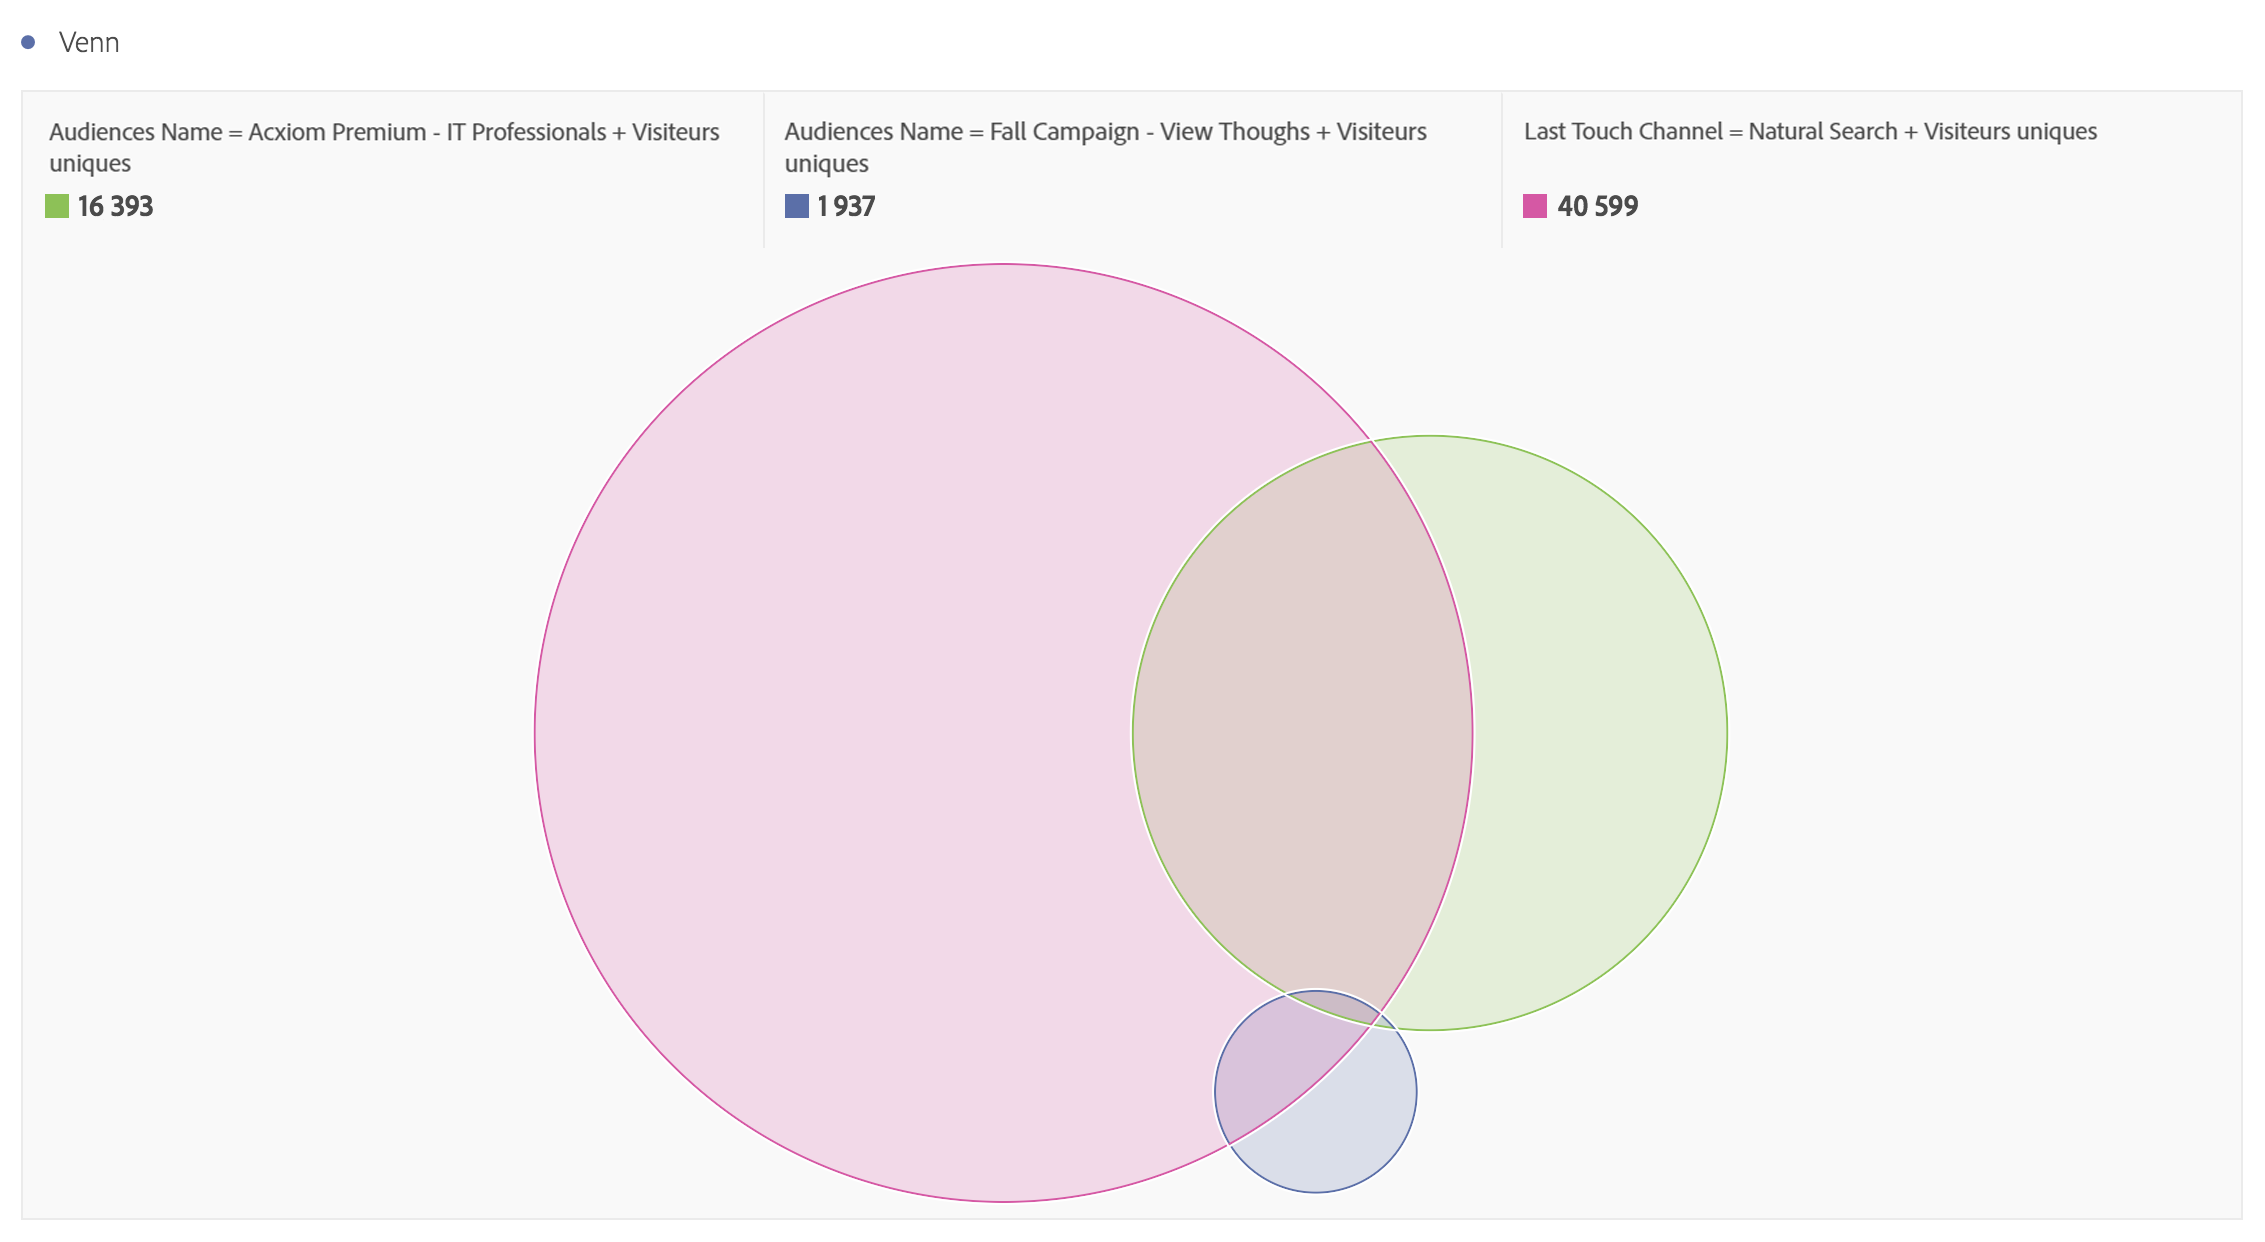 Venn
Audiences Name = Acxiom Premium - IT Professionals + Visiteurs
uniques
16 393
Audiences Name = Fall Campaign - View Thoughs + Visiteurs
uniques
1 937
Last Touch Channel = Natural Search + Visiteurs uniques
40 599